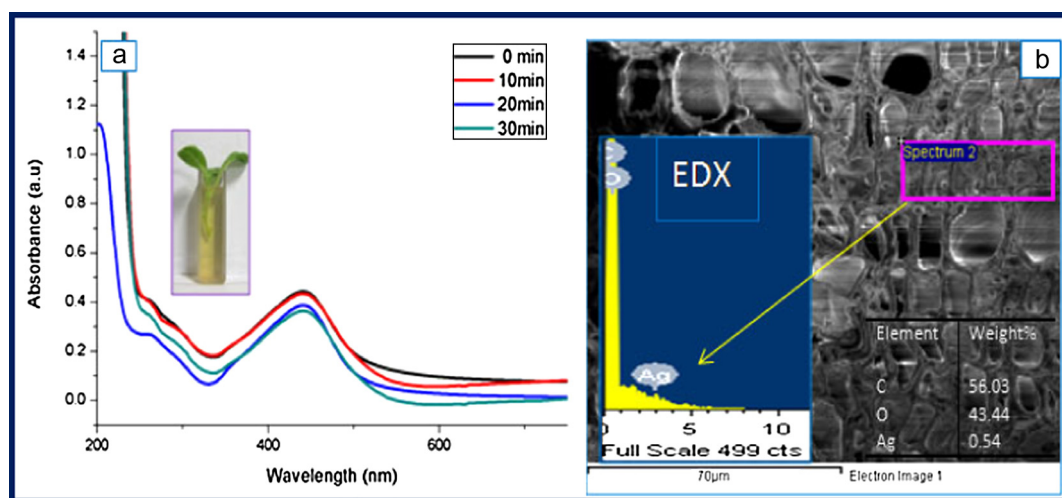 a
0 min
10min
20min
30min
1.4
1.2
1.0
0.8
0.6
0.4
0.2
0.0
Absorbance (a.u)
200
400
600
Wavelength (nm)
b
Spectrum 2
EDX
C
O
Ag
0
5
10
Full Scale 499 cts
Element Weight%
C 56.03
O 43.44
Ag 0.54
70μm
Electron Image 1